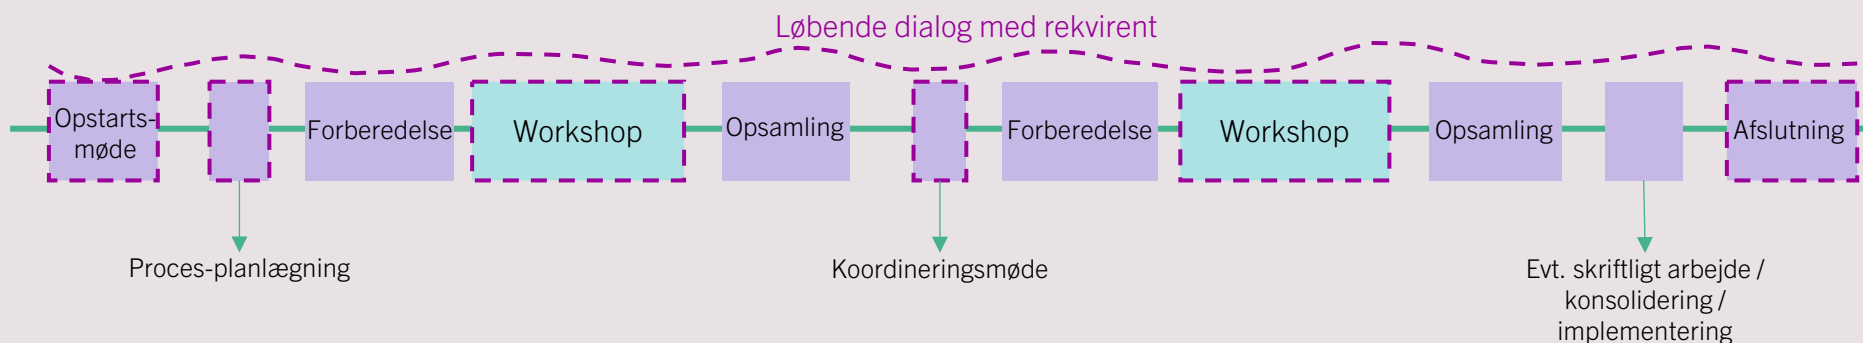 Løbende dialog med rekvirent
Opstarts-
møde
Forberedelse
Workshop
Opsamling
Forberedelse
Workshop
Opsamling
Afslutning
Proces-planlægning
Koordineringsmøde
Evt. skriftligt arbejde /
konsolidering /
implementering